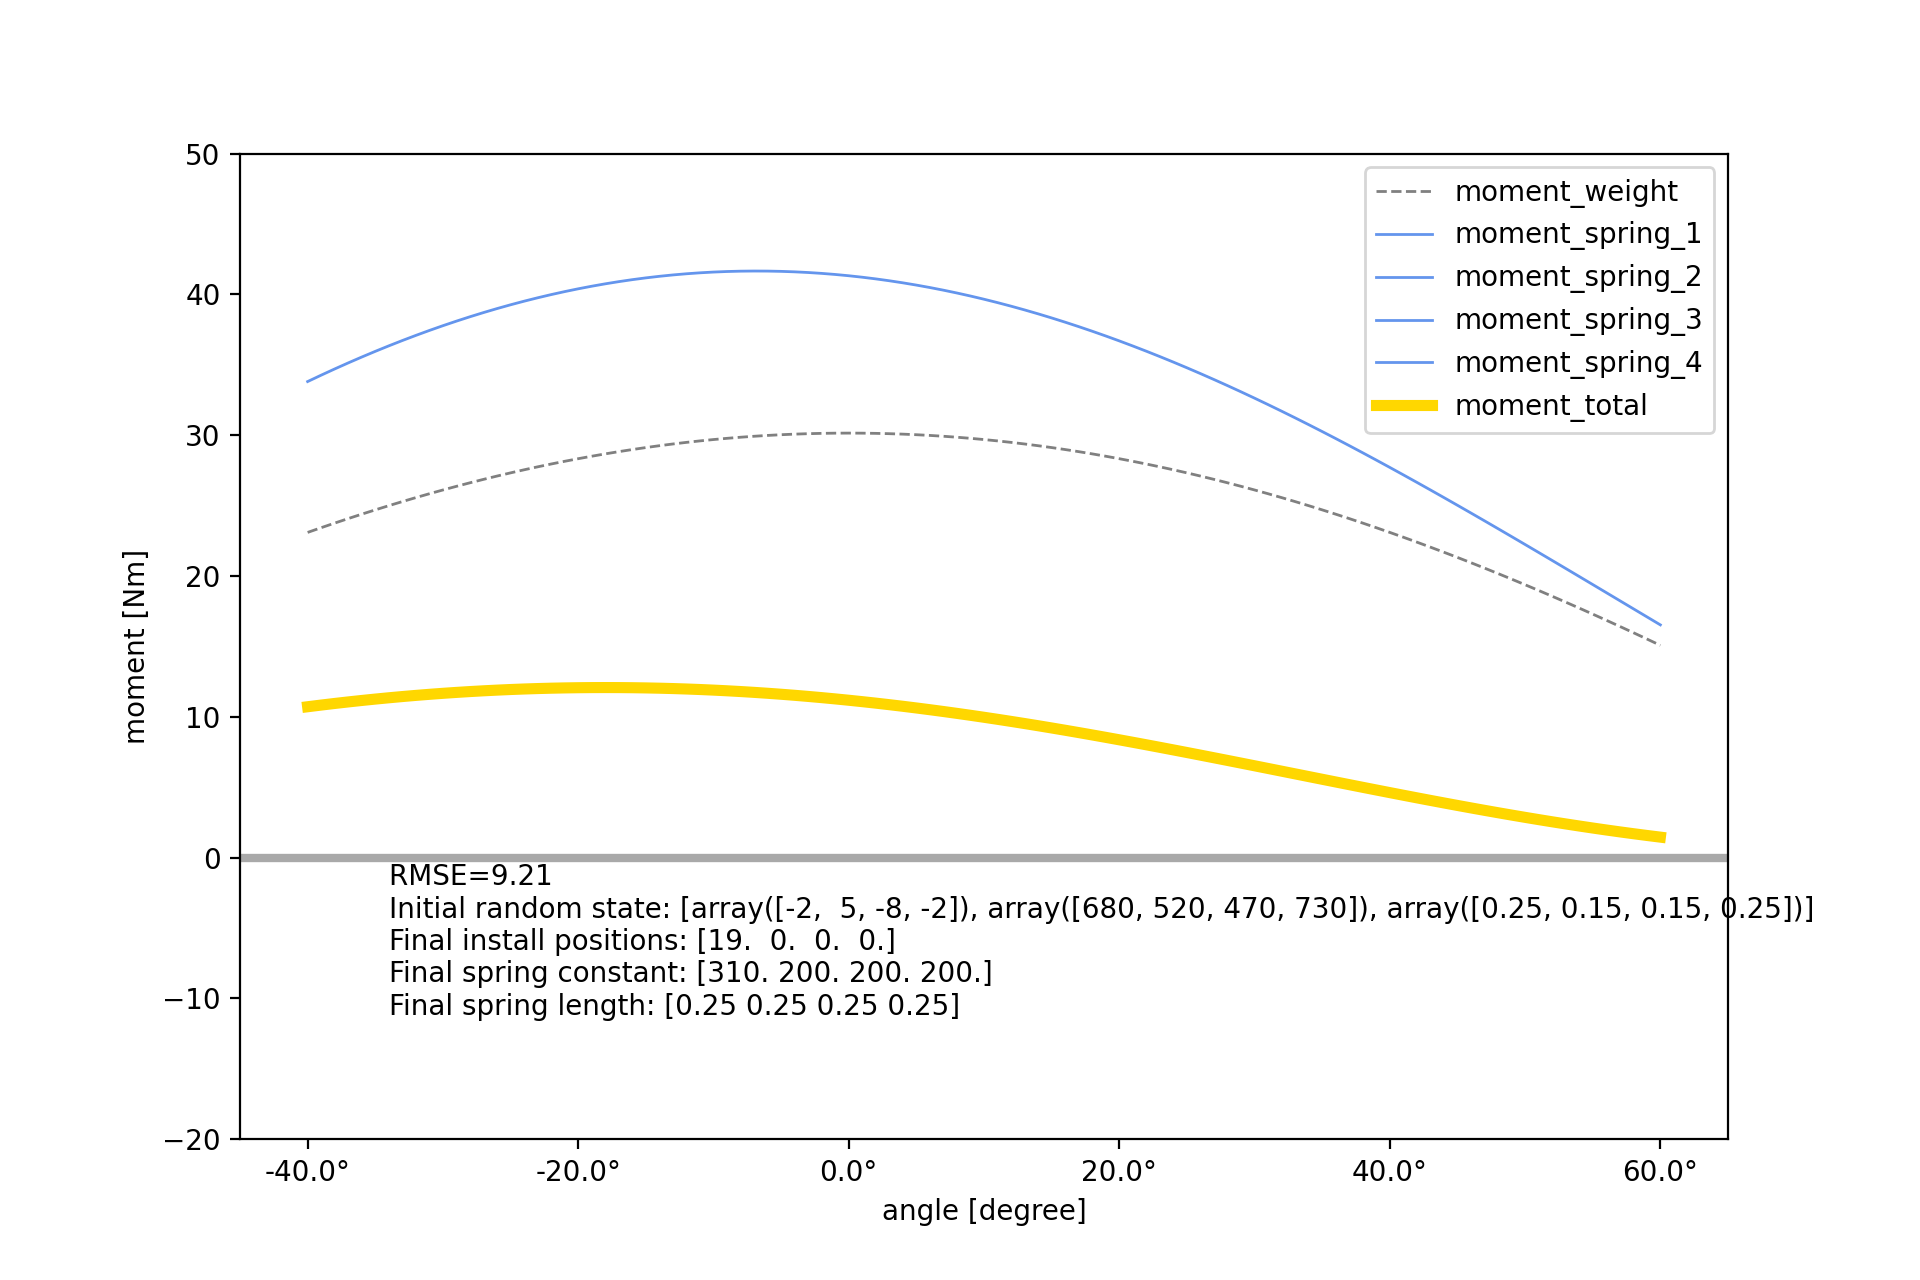 50
40
30
20
10
0
−10
−20
moment [Nm]
moment_weight
moment_spring_1
moment_spring_2
moment_spring_3
moment_spring_4
moment_total
RMSE=9.21
Initial random state: [array([-2,  5, -8, -2]), array([680, 520, 470, 730]), array([0.25, 0.15, 0.15, 0.25])]
Final install positions: [19.  0.  0.  0.]
Final spring constant: [310. 200. 200. 200.]
Final spring length: [0.25 0.25 0.25 0.25]
-40.0° -20.0° 0.0° 20.0° 40.0° 60.0°
angle [degree]